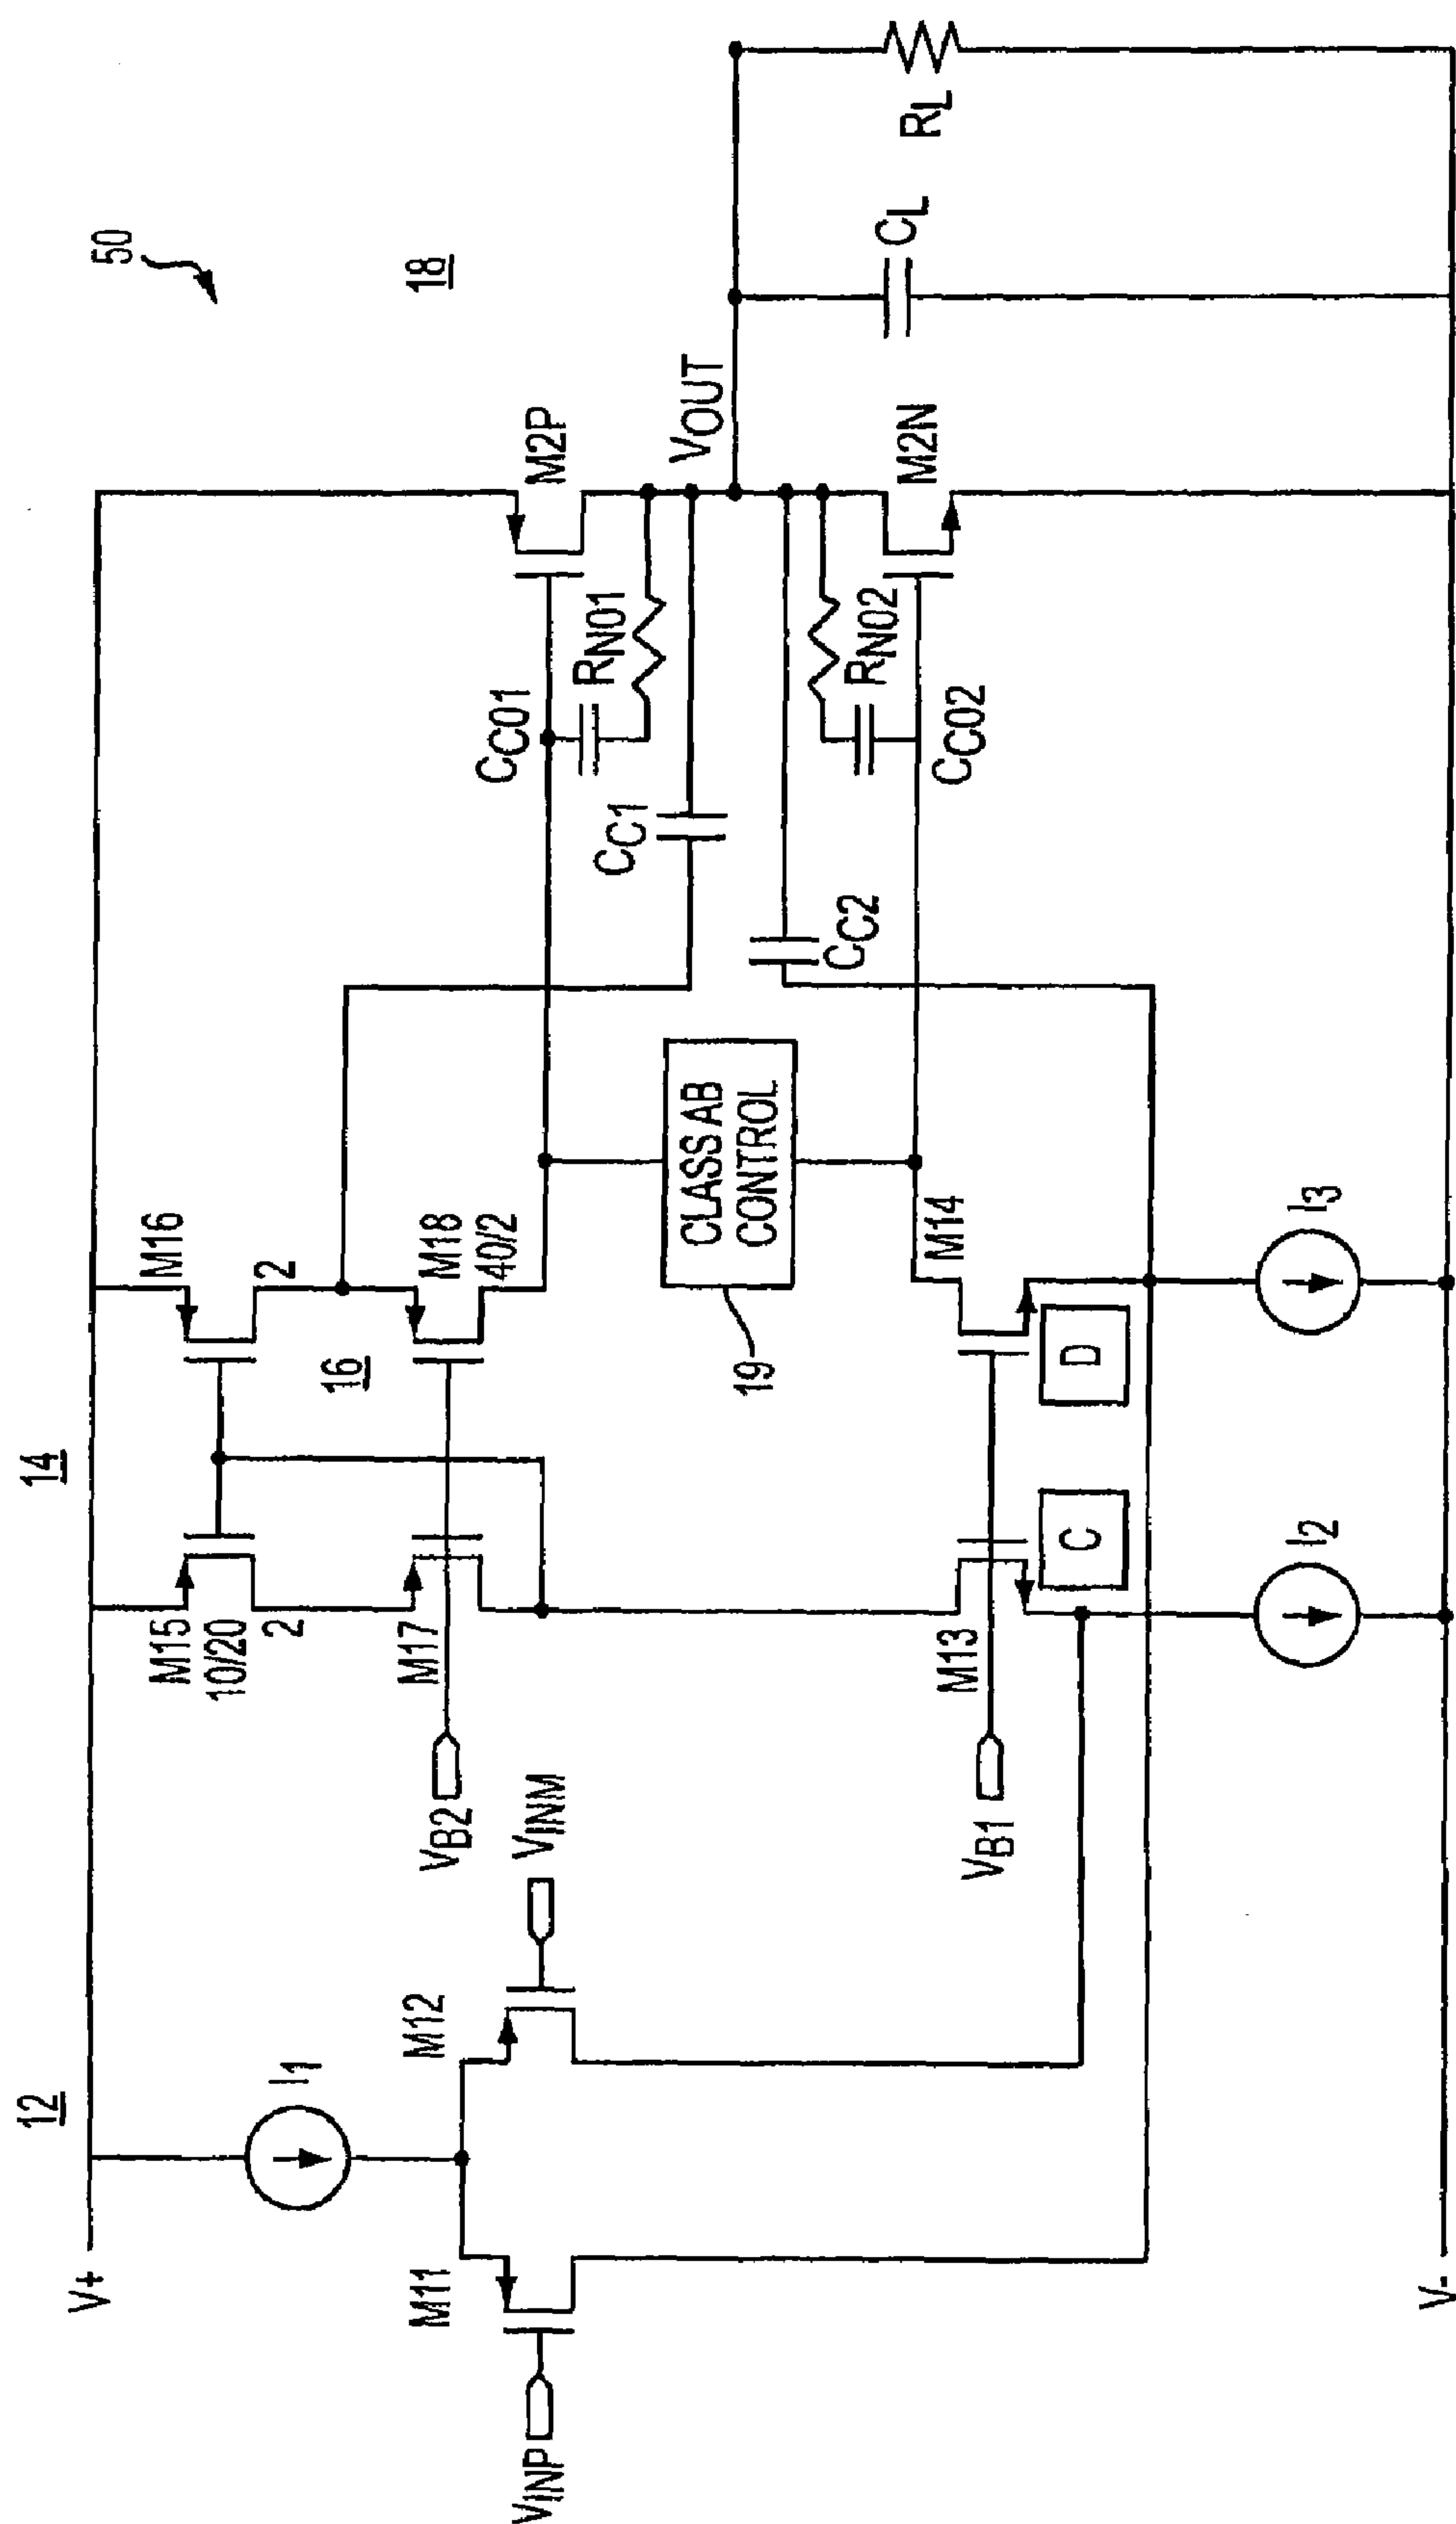 50
12
14
16
18
V+
I1
M11
M12
VINP
VINM
M15
10/20
2
M16
2
M17
M18
40/2
VB2
VB1
M13
M14
C
D
I2
I3
19
CLASS AB
CONTROL
CC01
RN01
CC1
CC2
RN02
CC02
M2P
M2N
VOUT
CL
RL
V-